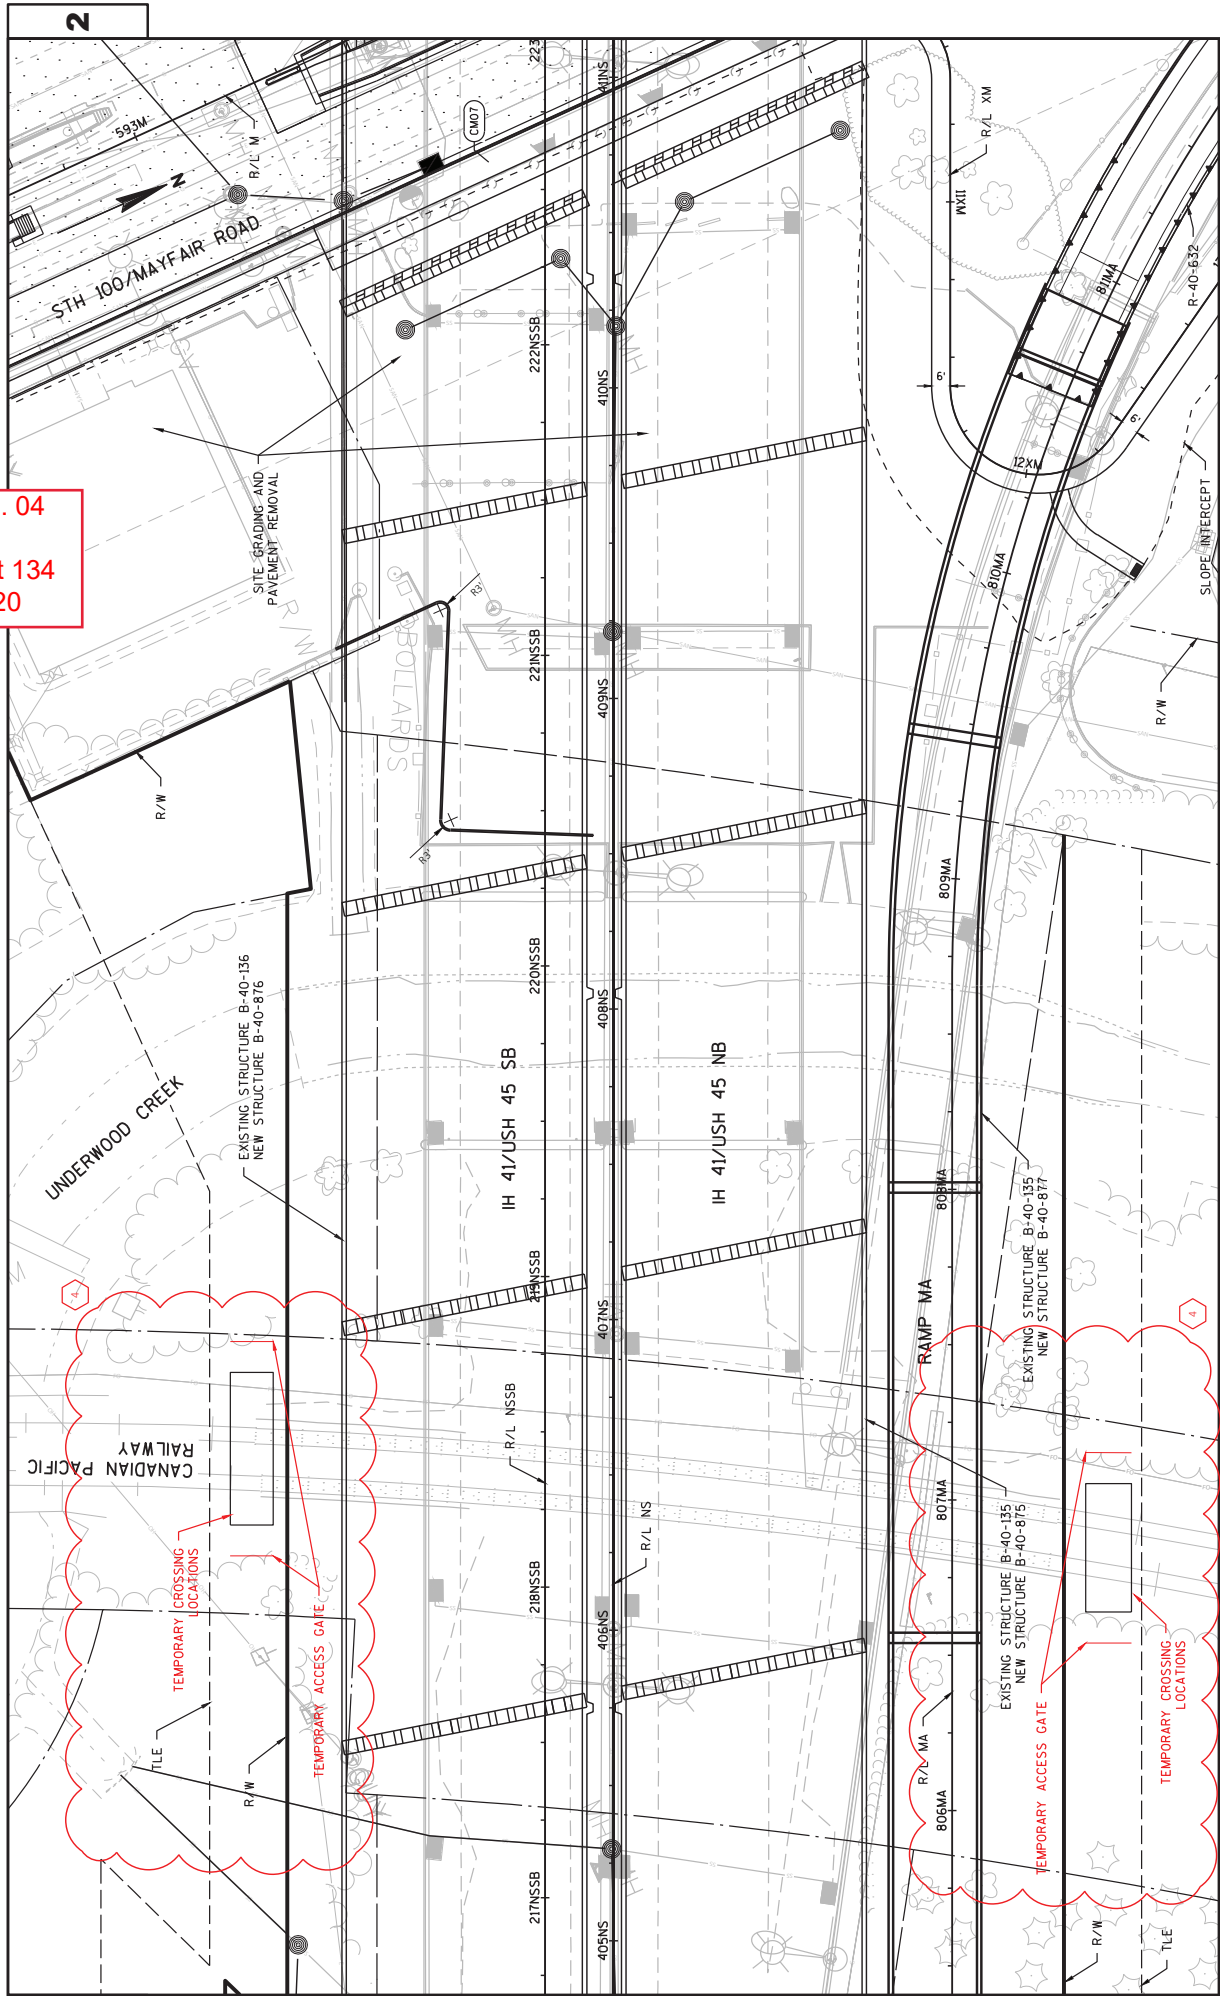 2
. 04
t 134
20
593M
R/L M
N
STH 100/MAYFAIR ROAD
CM07
223
411NS
R/L XM
11XM
R-40-632
811MA
222NSSB
410NS
6'
6'
12XM
SITE GRADING AND
PAVEMENT REMOVAL
R/W
MH
BOLLARDS
R3'
MH
221NSSB
409NS
810MA
SLOPE INTERCEPT
R/W
R/W
R3'
809MA
EXISTING STRUCTURE B-40-136
NEW STRUCTURE B-40-876
220NSSB
408NS
UNDERWOOD CREEK
IH 41/USH 45 SB
IH 41/USH 45 NB
808MA
EXISTING STRUCTURE B-40-135
NEW STRUCTURE B-40-877
4
219NSSB
407NS
RAMP MA
4
CANADIAN PACIFIC
RAILWAY
R/L NSSB
R/L NS
807MA
EXISTING STRUCTURE B-40-135
NEW STRUCTURE B-40-875
TEMPORARY CROSSING
LOCATIONS
TEMPORARY ACCESS GATE
218NSSB
406NS
TLE
R/W
R/L MA
806MA
TEMPORARY ACCESS GATE
TEMPORARY CROSSING
LOCATIONS
217NSSB
405NS
R/W
TLE